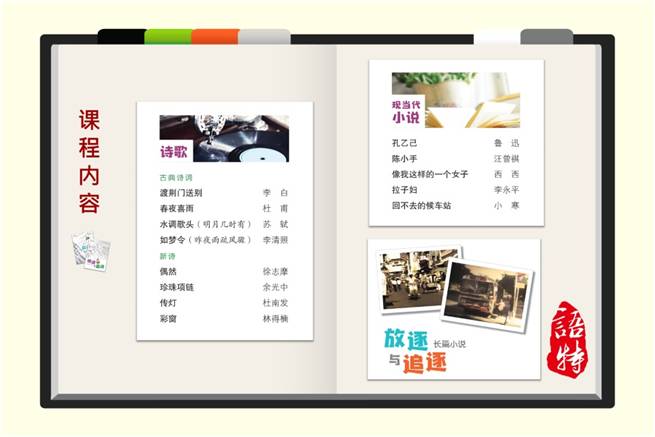 课程内容
诗歌
古典诗词
渡荆门送别 李 白
春夜喜雨 杜 甫
水调歌头（明月几时有） 苏 轼
如梦令（昨夜雨疏风骤） 李清照
新诗
偶然 徐志摩
珍珠项链 余光中
传灯 杜南发
彩窗 林得楠
现当代
小说
孔乙己 鲁 迅
陈小手 汪曾祺
像我这样的一个女子 西 西
拉子妇 李永平
回不去的候车站 小 寒
放逐
与追逐
长篇小说
語特